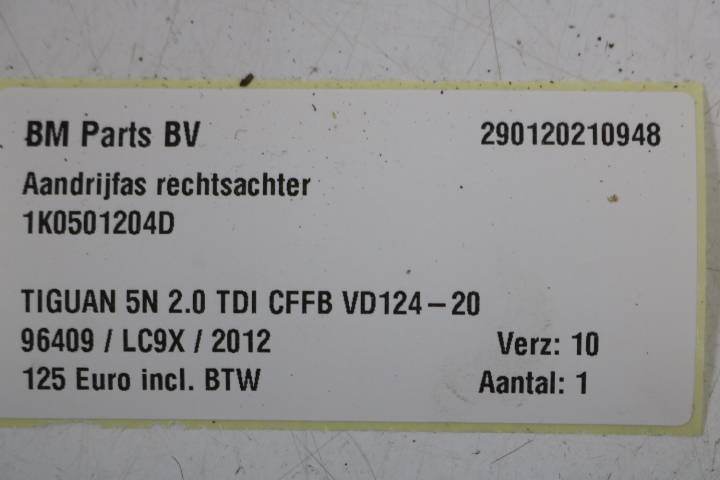 BM Parts BV 290120210948
Aandrijfas rechtsachter
1K0501204D
TIGUAN 5N 2.0 TDI CFFB VD124-20
96409 / LC9X / 2012 Verz: 10
125 Euro incl. BTW Aantal: 1